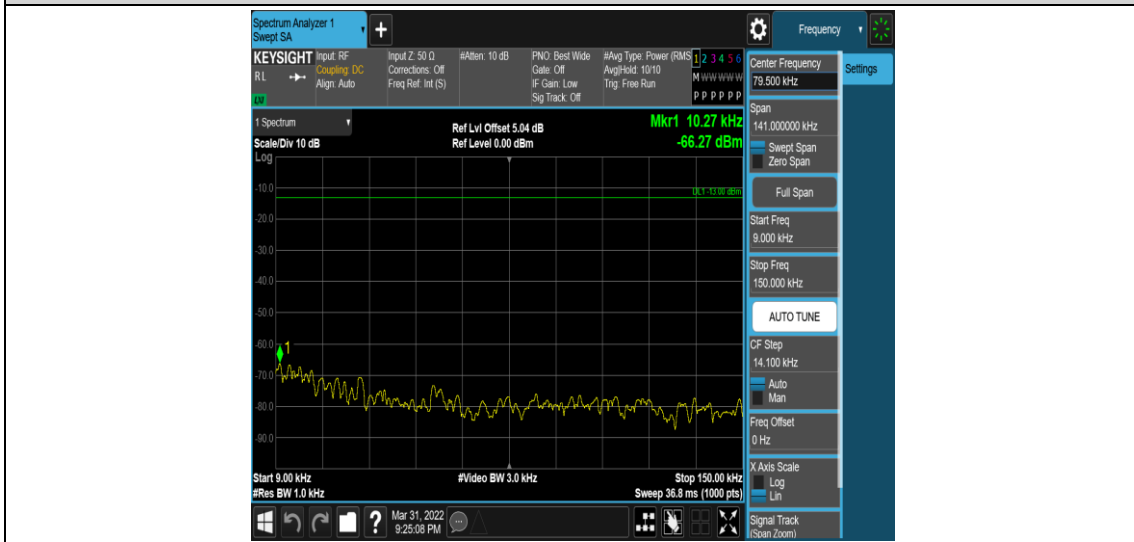 Spectrum Analyzer 1
Swept SA
Frequency
KEYSIGHT
RL
Input: RF
Coupling: DC
Align: Auto
Input Z: 50 Ω
Corrections: Off
Freq Ref: Int (S)
#Atten: 10 dB
PNO: Best Wide
Gate: Off
IF Gain: Low
Sig Track: Off
#Avg Type: Power (RMS
Avg|Hold: 10/10
Trig: Free Run
1 2 3 4 5 6
M W W W W W
P P P P P P
1 Spectrum
Scale/Div 10 dB
Log
Ref Lvl Offset 5.04 dB
Ref Level 0.00 dBm
Mkr1 10.27 kHz
-66.27 dBm
DL1 -13.00 dBm
-10.0
-20.0
-30.0
-40.0
-50.0
-60.0
1
-70.0
-80.0
-90.0
Start 9.00 kHz
#Res BW 1.0 kHz
#Video BW 3.0 kHz
Stop 150.00 kHz
Sweep 36.8 ms (1000 pts)
Mar 31, 2022
9:25:08 PM
Center Frequency
79.500 kHz
Settings
Span
141.000000 kHz
Swept Span
Zero Span
Full Span
Start Freq
9.000 kHz
Stop Freq
150.000 kHz
AUTO TUNE
CF Step
14.100 kHz
Auto
Man
Freq Offset
0 Hz
X Axis Scale
Log
Lin
Signal Track
(Span Zoom)